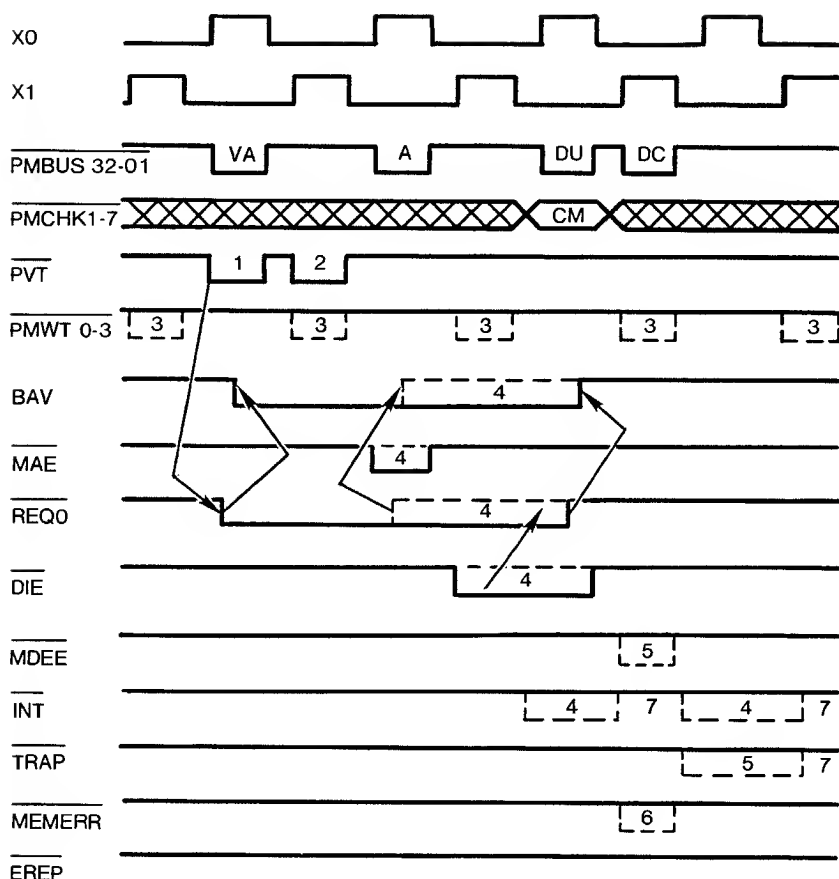 X0
X1
PMBUS 32-01 VA A DU DC
PMCHK1-7 CM
PVT 1 2
PMWT 0-3 3 3 3 3 3
BAV 4
MAE 4
REQ0 4
DIE 4
MDEE 5
INT 4 7 4 7
TRAP 5 7
MEMERR 6
EREP